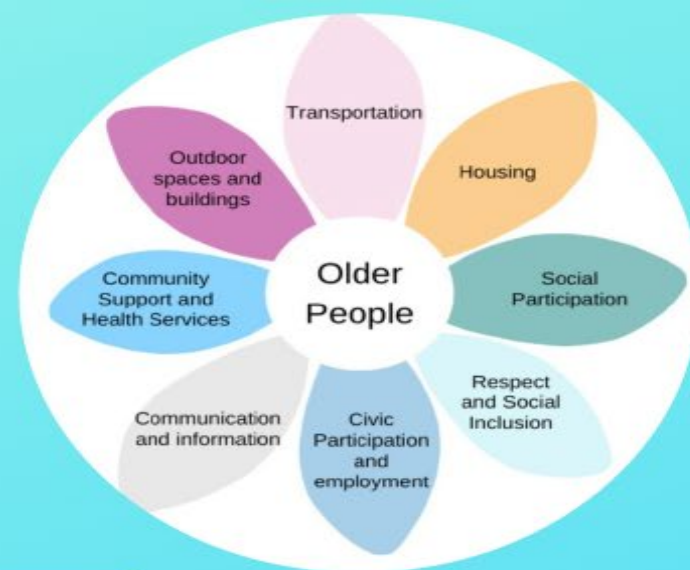 Transportation
Housing
Social
Participation
Respect
and Social
Inclusion
Civic
Participation
and
employment
Communication
and information
Community
Support and
Health Services
Outdoor
spaces and
buildings
Older
People